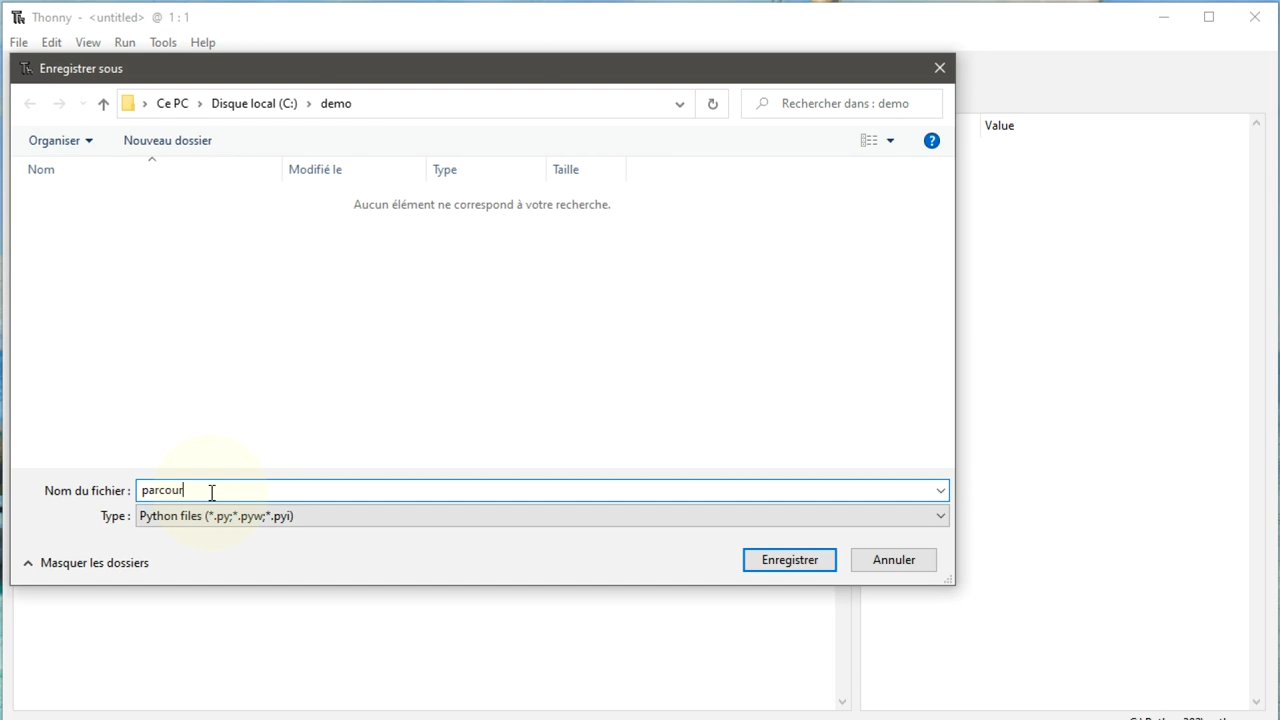 Thonny - <untitled> @ 1 : 1
File Edit View Run Tools Help
Enregistrer sous
Ce PC > Disque local (C:) > demo
Rechercher dans : demo
Value
Organiser Nouveau dossier
Nom Modifié le Type Taille
Aucun élément ne correspond à votre recherche.
Nom du fichier : parcour
Type : Python files (*.py;*.pyw;*.pyi)
Masquer les dossiers
Enregistrer Annuler